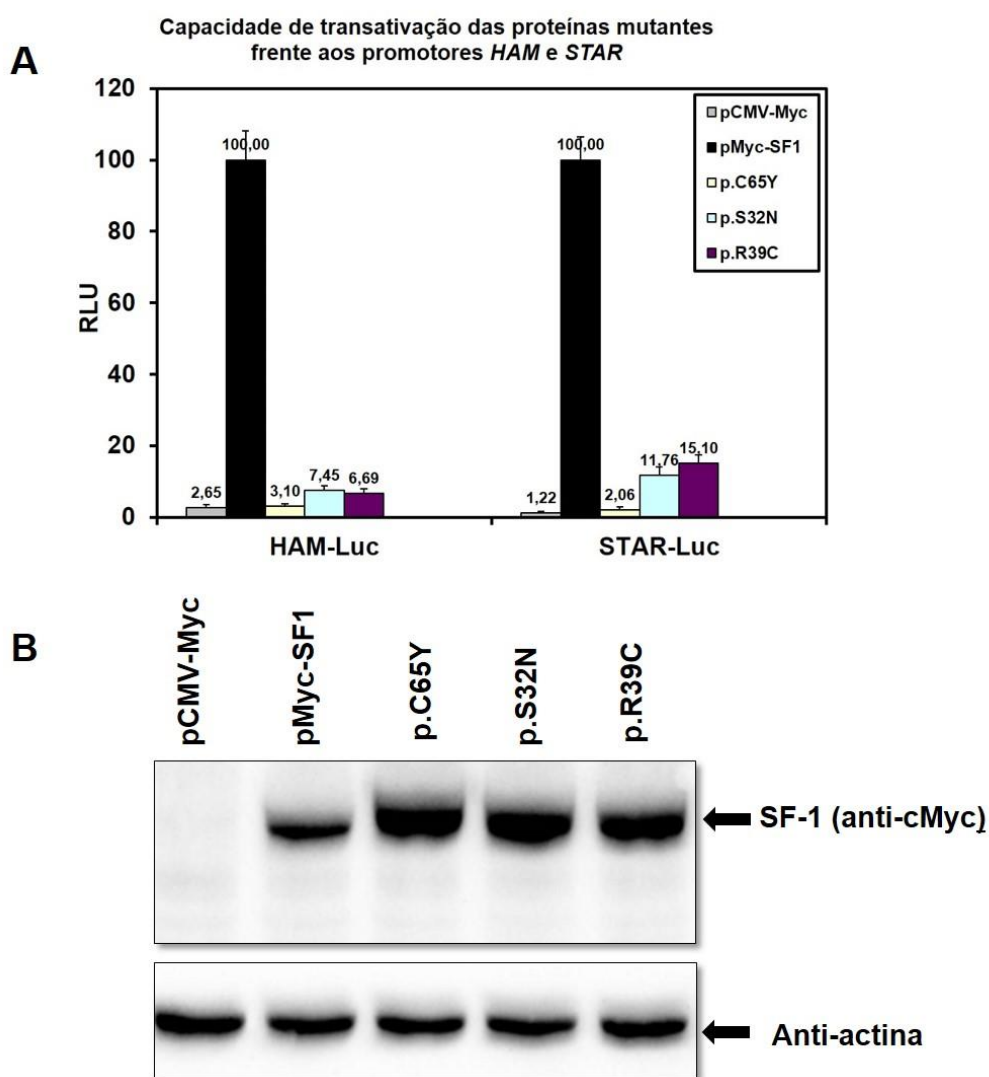 Capacidade de transativação das proteínas mutantes
frente aos promotores HAM e STAR
A
120
100
80
60
40
20
0
RLU
pCMV-Myc
pMyc-SF1
p.C65Y
p.S32N
p.R39C
2,65
100,00
3,10
7,45
6,69
1,22
100,00
2,06
11,76
15,10
HAM-Luc
STAR-Luc
B
pCMV-Myc
pMyc-SF1
p.C65Y
p.S32N
p.R39C
SF-1 (anti-cMyc)
Anti-actina